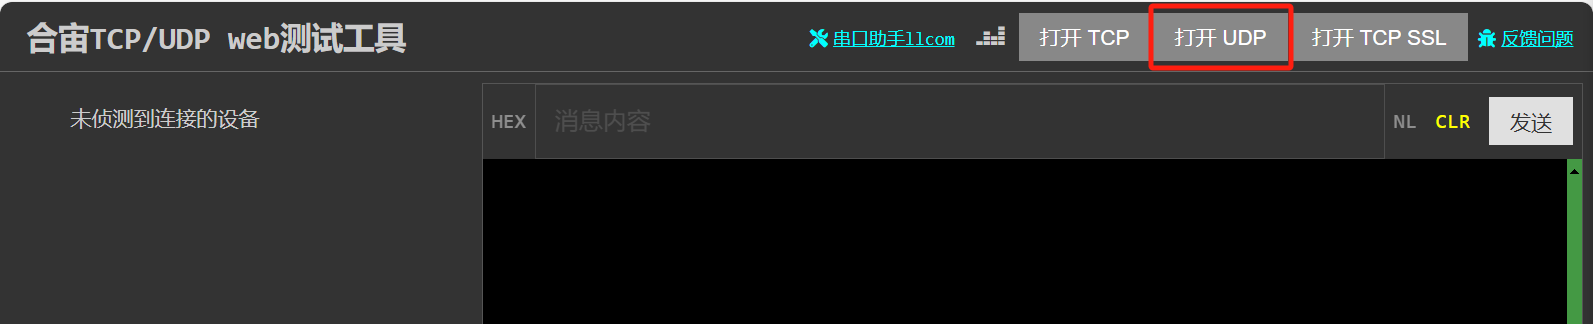 合宙TCP/UDP web测试工具
串口助手llcom
打开 TCP
打开 UDP
打开 TCP SSL
反馈问题
未侦测到连接的设备
HEX
消息内容
NL
CLR
发送